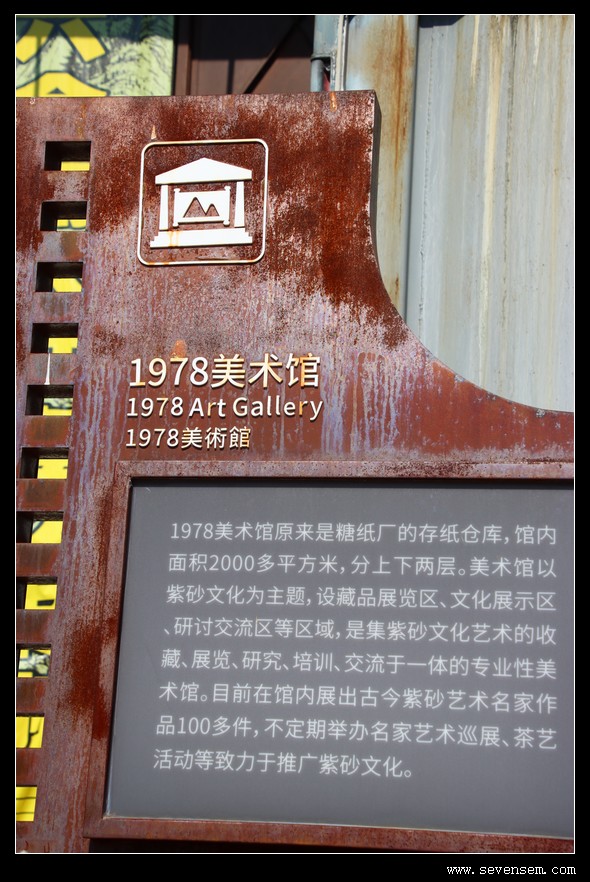 1978美术馆
1978 Art Gallery
1978美術館
1978美术馆原来是糖纸厂的存纸仓库，馆内
面积2000多平方米，分上下两层。美术馆以
紫砂文化为主题，设藏品展览区、文化展示区
、研讨交流区等区域，是集紫砂文化艺术的收
藏、展览、研究、培训、交流于一体的专业性美
术馆。目前在馆内展出古今紫砂艺术名家作
品100多件，不定期举办名家艺术巡展、茶艺
活动等致力于推广紫砂文化。
www.sevensem.com